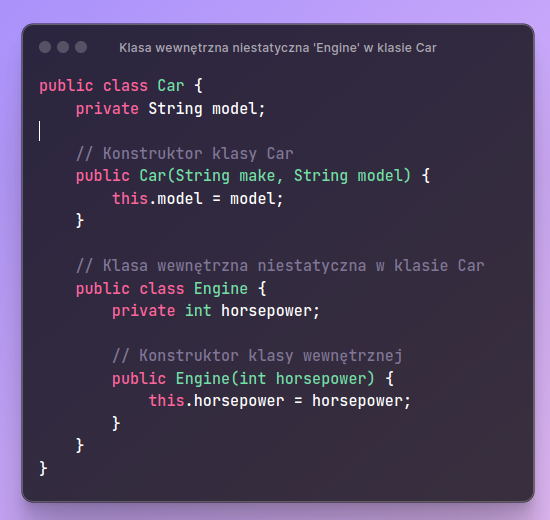 Klasa wewnętrzna niestatyczna 'Engine' w klasie Car
public class Car {
    private String model;

    // Konstruktor klasy Car
    public Car(String make, String model) {
        this.model = model;
    }

    // Klasa wewnętrzna niestatyczna w klasie Car
    public class Engine {
        private int horsepower;

        // Konstruktor klasy wewnętrznej
        public Engine(int horsepower) {
            this.horsepower = horsepower;
        }
    }
}